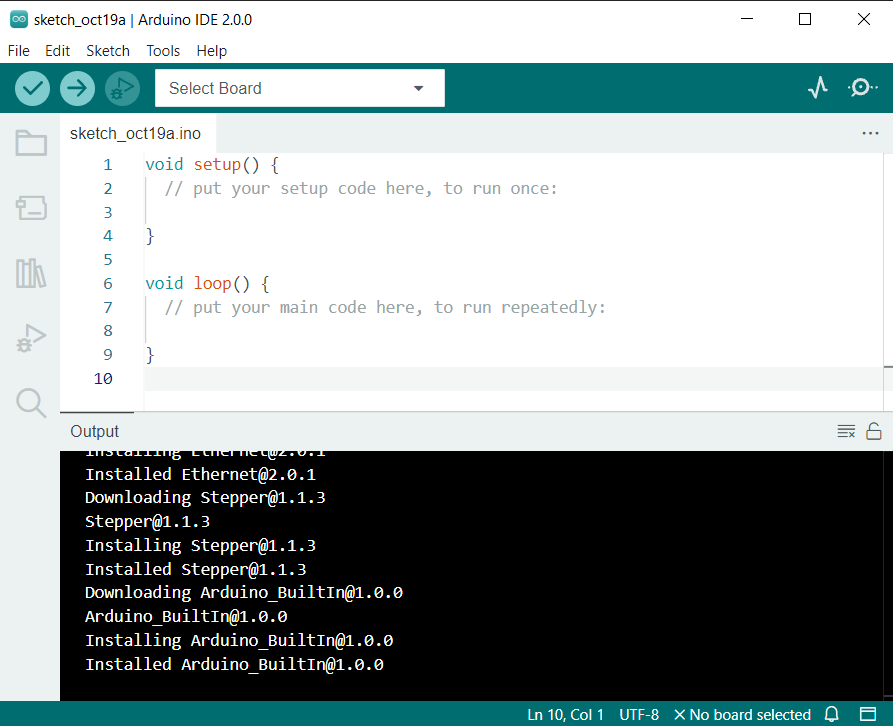 sketch_oct19a | Arduino IDE 2.0.0
File Edit Sketch Tools Help
Select Board
sketch_oct19a.ino
1 void setup() {
2   // put your setup code here, to run once:
3
4 }
5
6 void loop() {
7   // put your main code here, to run repeatedly:
8
9 }
10
Output
Installing Ethernet@2.0.1
Installed Ethernet@2.0.1
Downloading Stepper@1.1.3
Stepper@1.1.3
Installing Stepper@1.1.3
Installed Stepper@1.1.3
Downloading Arduino_BuiltIn@1.0.0
Arduino_BuiltIn@1.0.0
Installing Arduino_BuiltIn@1.0.0
Installed Arduino_BuiltIn@1.0.0
Ln 10, Col 1 UTF-8 No board selected